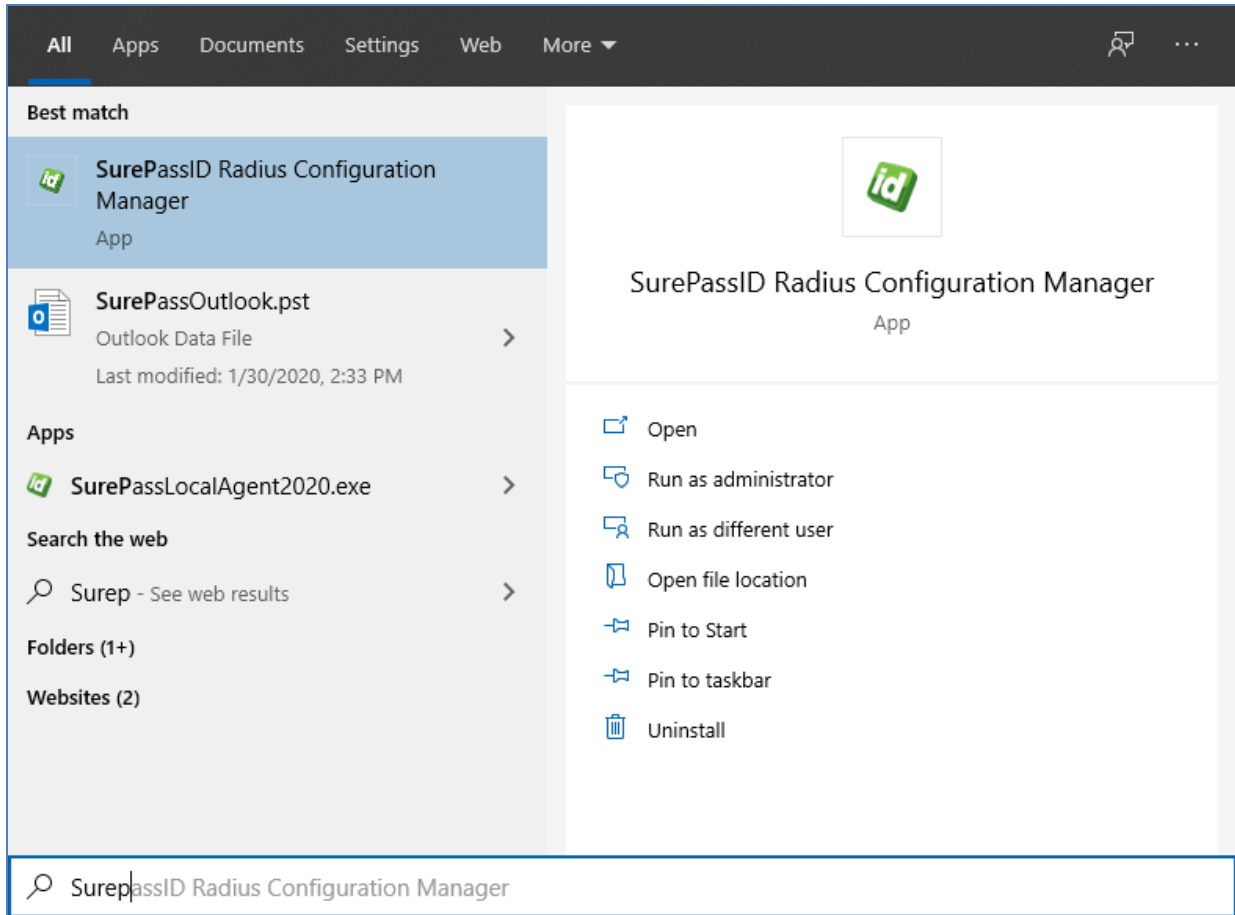 All Apps Documents Settings Web More
Best match
SurePassID Radius Configuration
Manager
App
SurePassOutlook.pst
Outlook Data File
Last modified: 1/30/2020, 2:33 PM
Apps
SurePassLocalAgent2020.exe
Search the web
Surep - See web results
Folders (1+)
Websites (2)
id
SurePassID Radius Configuration Manager
App
Open
Run as administrator
Run as different user
Open file location
Pin to Start
Pin to taskbar
Uninstall
SurepassID Radius Configuration Manager